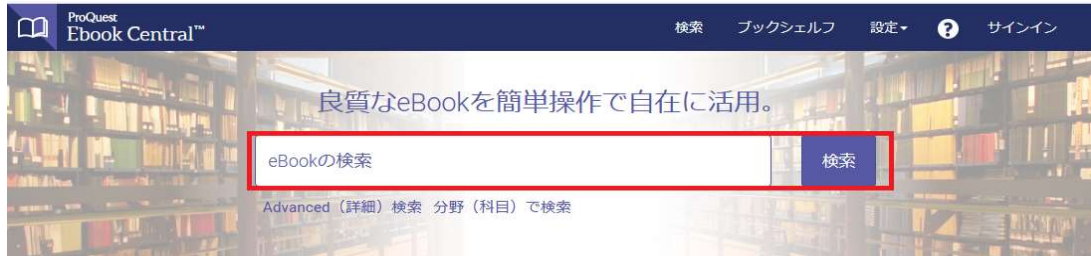 ProQuest
Ebook Central™
検索 ブックシェルフ 設定 ? サインイン
良質なeBookを簡単操作で自在に活用。
eBookの検索 検索
Advanced（詳細）検索 分野（科目）で検索